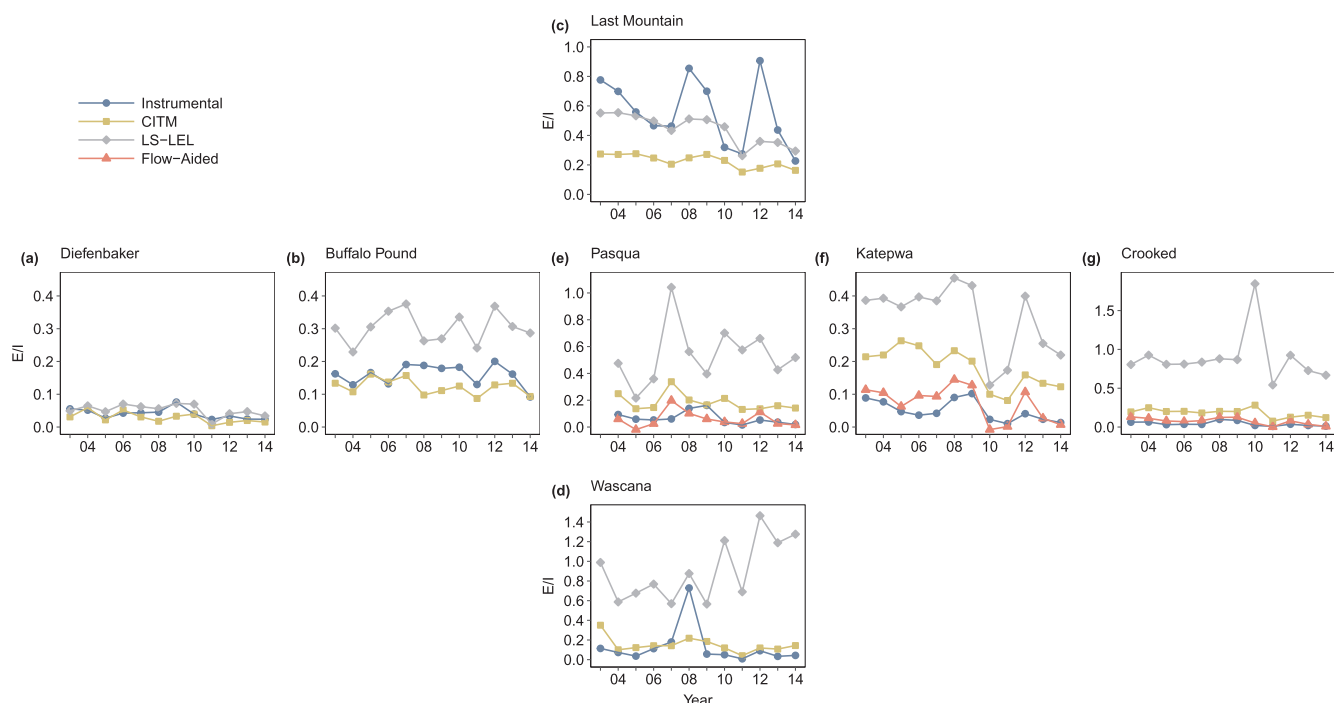 (c) Last Mountain
Instrumental
CITM
LS−LEL
Flow−Aided
1.0
0.8
0.6
0.4
0.2
0.0
E/I
04 06 08 10 12 14
(a) Diefenbaker
0.4
0.3
0.2
0.1
0.0
E/I
04 06 08 10 12 14
(b) Buffalo Pound
0.4
0.3
0.2
0.1
0.0
04 06 08 10 12 14
(e) Pasqua
1.0
0.8
0.6
0.4
0.2
0.0
04 06 08 10 12 14
(f) Katepwa
0.4
0.3
0.2
0.1
0.0
04 06 08 10 12 14
(g) Crooked
1.5
1.0
0.5
0.0
04 06 08 10 12 14
(d) Wascana
1.4
1.2
1.0
0.8
0.6
0.4
0.2
0.0
E/I
04 06 08 10 12 14
Year